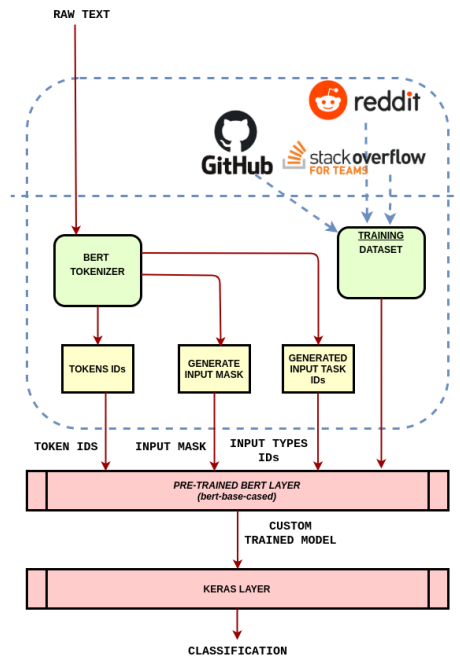 RAW TEXT
reddit
GitHub
stackoverflow
FOR TEAMS
BERT
TOKENIZER
TRAINING
DATASET
TOKENS IDs
GENERATE
INPUT MASK
GENERATED
INPUT TASK
IDs
TOKEN IDS
INPUT MASK
INPUT TYPES
IDs
PRE-TRAINED BERT LAYER
(bert-base-cased)
CUSTOM
TRAINED MODEL
KERAS LAYER
CLASSIFICATION